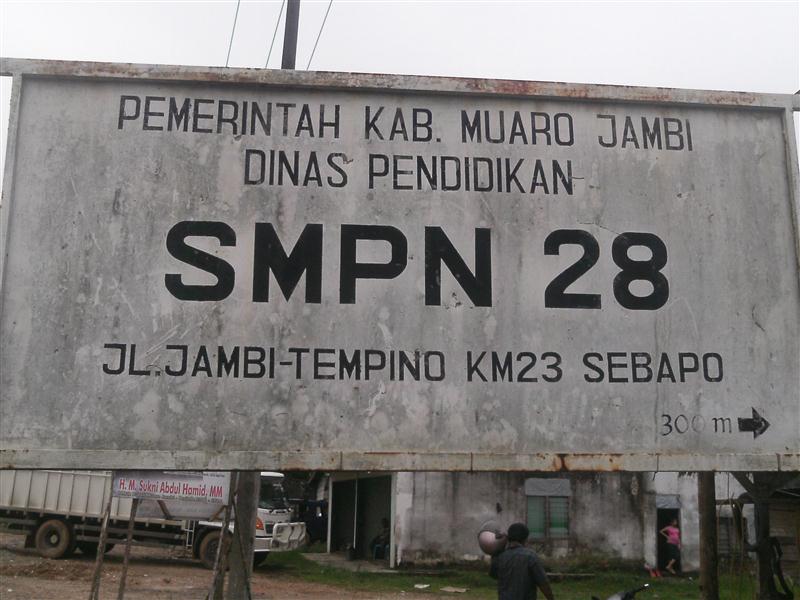 PEMERINTAH KAB. MUARO JAMBI
DINAS PENDIDIKAN
SMPN 28
JL.JAMBI-TEMPINO KM23 SEBAPO
300 m
H. M. Sukni Abdul Hamid, MM